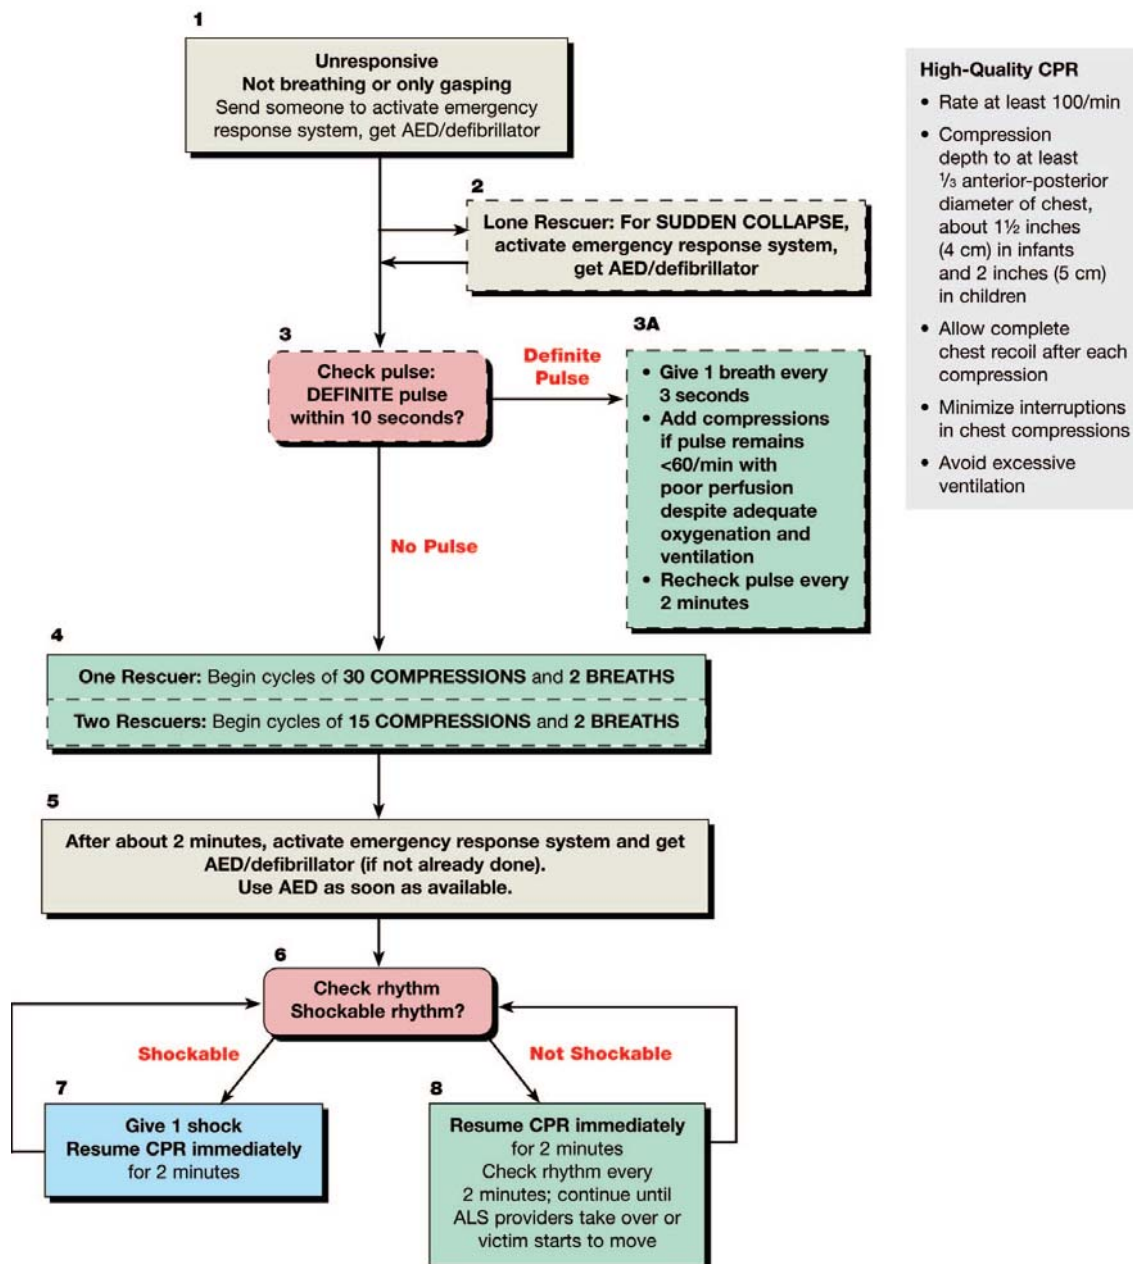 1
Unresponsive
Not breathing or only gasping
Send someone to activate emergency
response system, get AED/defibrillator
2
Lone Rescuer: For SUDDEN COLLAPSE,
activate emergency response system,
get AED/defibrillator
3
Check pulse:
DEFINITE pulse
within 10 seconds?
Definite
Pulse
3A
• Give 1 breath every
3 seconds
• Add compressions
if pulse remains
<60/min with
poor perfusion
despite adequate
oxygenation and
ventilation
• Recheck pulse every
2 minutes
No Pulse
4
One Rescuer: Begin cycles of 30 COMPRESSIONS and 2 BREATHS
Two Rescuers: Begin cycles of 15 COMPRESSIONS and 2 BREATHS
5
After about 2 minutes, activate emergency response system and get
AED/defibrillator (if not already done).
Use AED as soon as available.
6
Check rhythm
Shockable rhythm?
Shockable
Not Shockable
7
Give 1 shock
Resume CPR immediately
for 2 minutes
8
Resume CPR immediately
for 2 minutes
Check rhythm every
2 minutes; continue until
ALS providers take over or
victim starts to move
High-Quality CPR
• Rate at least 100/min
• Compression
depth to at least
⅓ anterior-posterior
diameter of chest,
about 1½ inches
(4 cm) in infants
and 2 inches (5 cm)
in children
• Allow complete
chest recoil after each
compression
• Minimize interruptions
in chest compressions
• Avoid excessive
ventilation